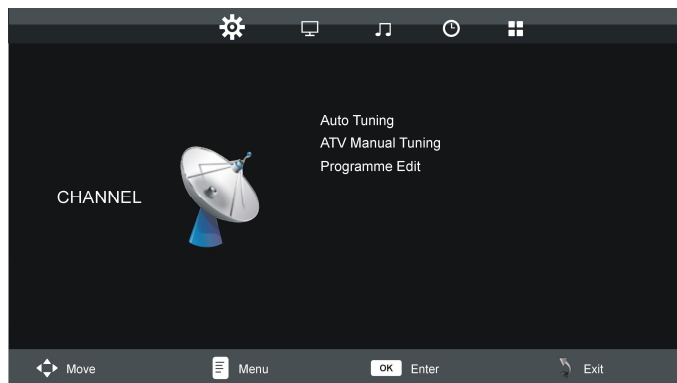 Auto Tuning
ATV Manual Tuning
Programme Edit
CHANNEL
Move
Menu
OK Enter
Exit